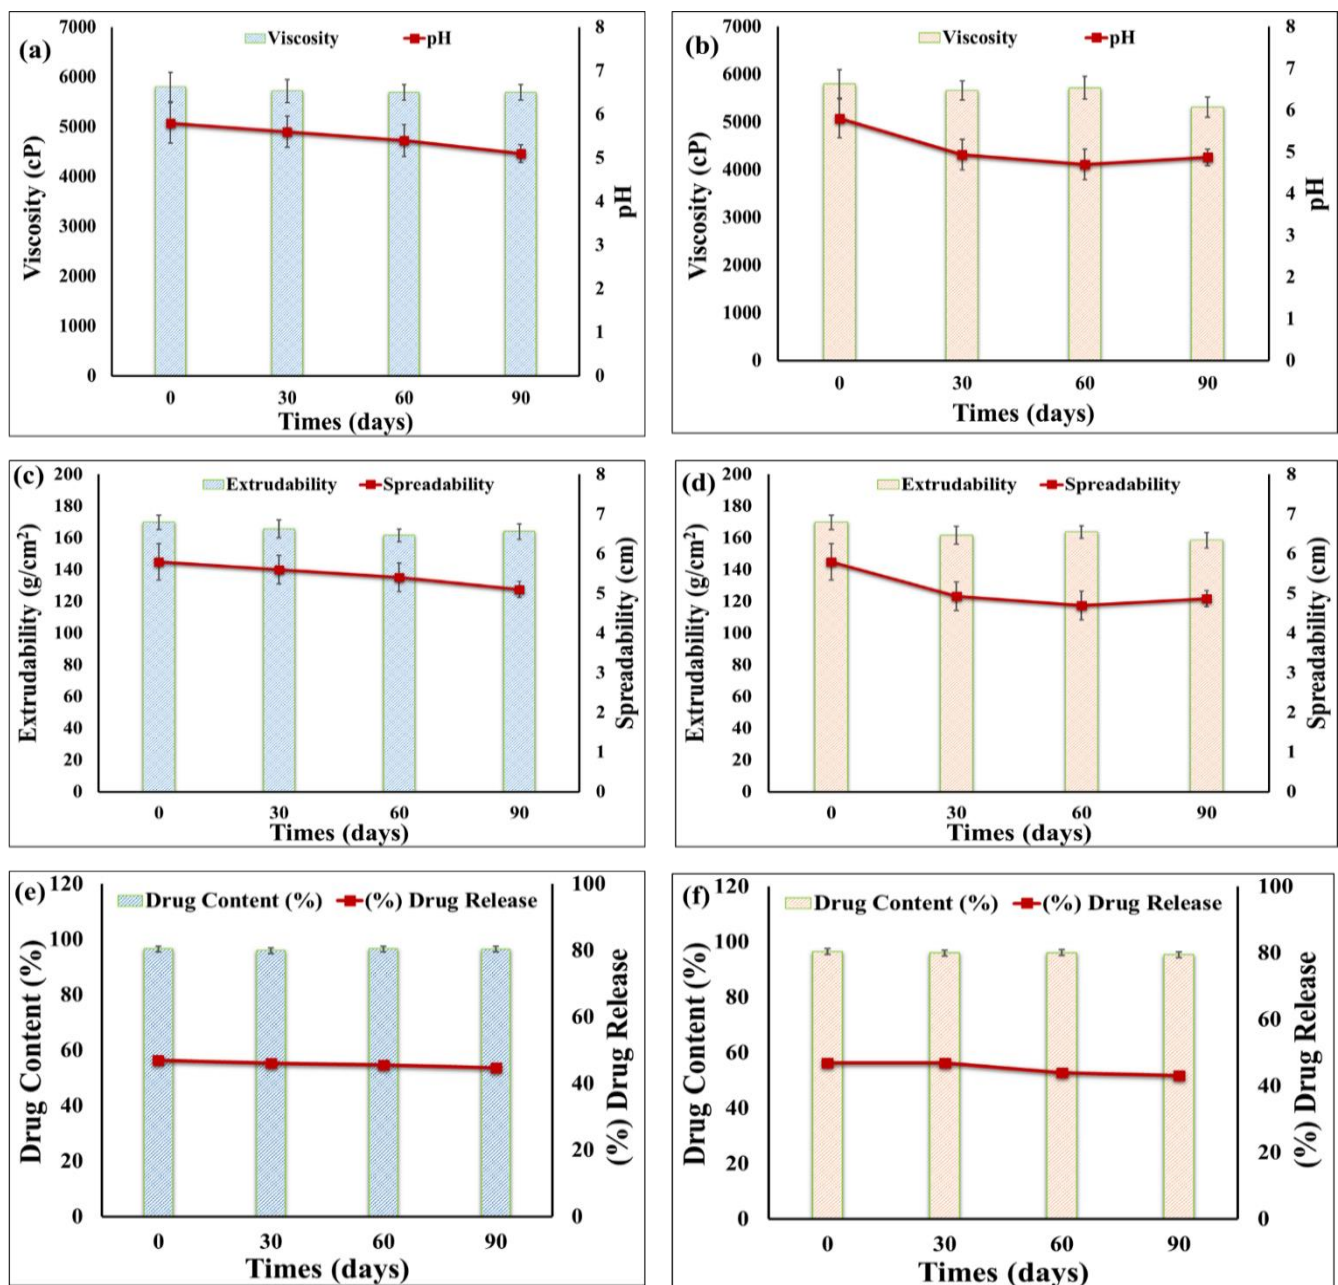 (a)
Viscosity pH
7000
6000
5000
4000
3000
2000
1000
0
Viscosity (cP)
8
7
6
5
4
3
2
1
0
pH
0 30 60 90
Times (days)
(b)
Viscosity pH
7000
6000
5000
4000
3000
2000
1000
0
Viscosity (cP)
8
7
6
5
4
3
2
1
0
pH
0 30 60 90
Times (days)
(c)
Extrudability Spreadability
200
180
160
140
120
100
80
60
40
20
0
Extrudability (g/cm²)
8
7
6
5
4
3
2
1
0
Spreadability (cm)
0 30 60 90
Times (days)
(d)
Extrudability Spreadability
200
180
160
140
120
100
80
60
40
20
0
Extrudability (g/cm²)
8
7
6
5
4
3
2
1
0
Spreadability (cm)
0 30 60 90
Times (days)
(e)
Drug Content (%) (%) Drug Release
120
100
80
60
40
20
0
Drug Content (%)
100
80
60
40
20
0
(%) Drug Release
0 30 60 90
Times (days)
(f)
Drug Content (%) (%) Drug Release
120
100
80
60
40
20
0
Drug Content (%)
100
80
60
40
20
0
(%) Drug Release
0 30 60 90
Times (days)